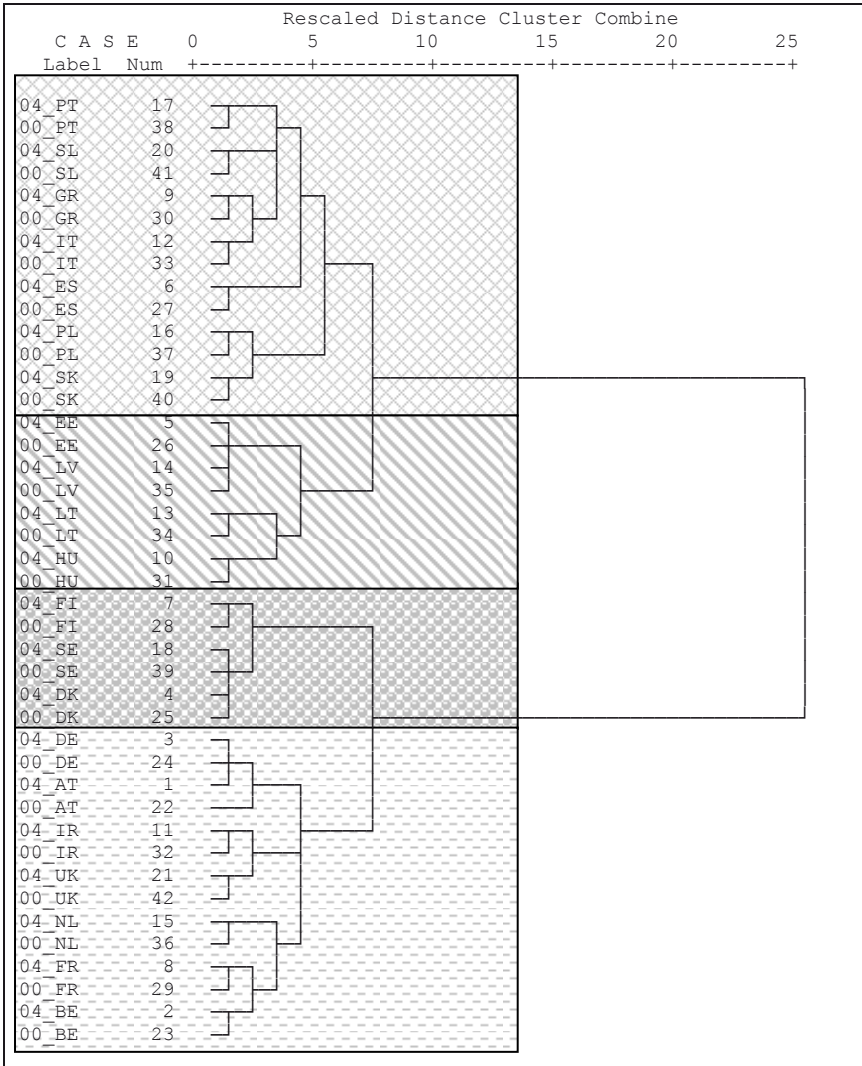 Rescaled Distance Cluster Combine
C A S E 0 5 10 15 20 25
Label Num +---------+---------+---------+---------+---------+
04_PT 17
00_PT 38
04_SL 20
00_SL 41
04_GR 9
00_GR 30
04_IT 12
00_IT 33
04_ES 6
00_ES 27
04_PL 16
00_PL 37
04_SK 19
00_SK 40
04_EE 5
00_EE 26
04_LV 14
00_LV 35
04_LT 13
00_LT 34
04_HU 10
00_HU 31
04_FI 7
00_FI 28
04_SE 18
00_SE 39
04_DK 4
00_DK 25
04_DE 3
00_DE 24
04_AT 1
00_AT 22
04_IR 11
00_IR 32
04_UK 21
00_UK 42
04_NL 15
00_NL 36
04_FR 8
00_FR 29
04_BE 2
00_BE 23